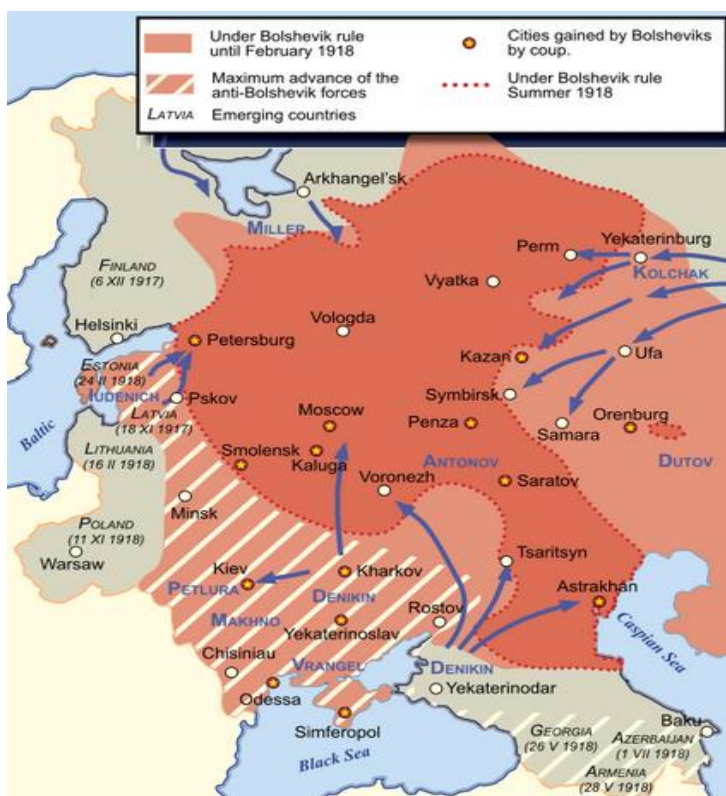 Under Bolshevik rule
until February 1918
Cities gained by Bolsheviks
by coup.
Maximum advance of the
anti-Bolshevik forces
Under Bolshevik rule
Summer 1918
LATVIA Emerging countries
Arkhangel'sk
MILLER
Perm
Yekaterinburg
KOLCHAK
FINLAND
(6 XII 1917)
Vyatka
Helsinki
Vologda
Petersburg
Kazan
Ufa
ESTONIA
(24 II 1918)
IUDENICH
Pskov
Symbirsk
LATVIA
(18 XI 1917)
Moscow
Penza
Orenburg
Samara
Baltic
LITHUANIA
(16 II 1918)
Smolensk
Kaluga
ANTONOV
DUTOV
Voronezh
Saratov
Minsk
POLAND
(11 XI 1918)
Warsaw
Kiev
Kharkov
Tsaritsyn
Astrakhan
PETLURA
DENIKIN
MAKHNO
Rostov
Yekaterinoslav
Caspian Sea
Chisiniau
VRANGEL
DENIKIN
Odessa
Yekaterinodar
Simferopol
Baku
GEORGIA
(26 V 1918)
AZERBAIJAN
(1 VII 1918)
Black Sea
ARMENIA
(28 V 1918)